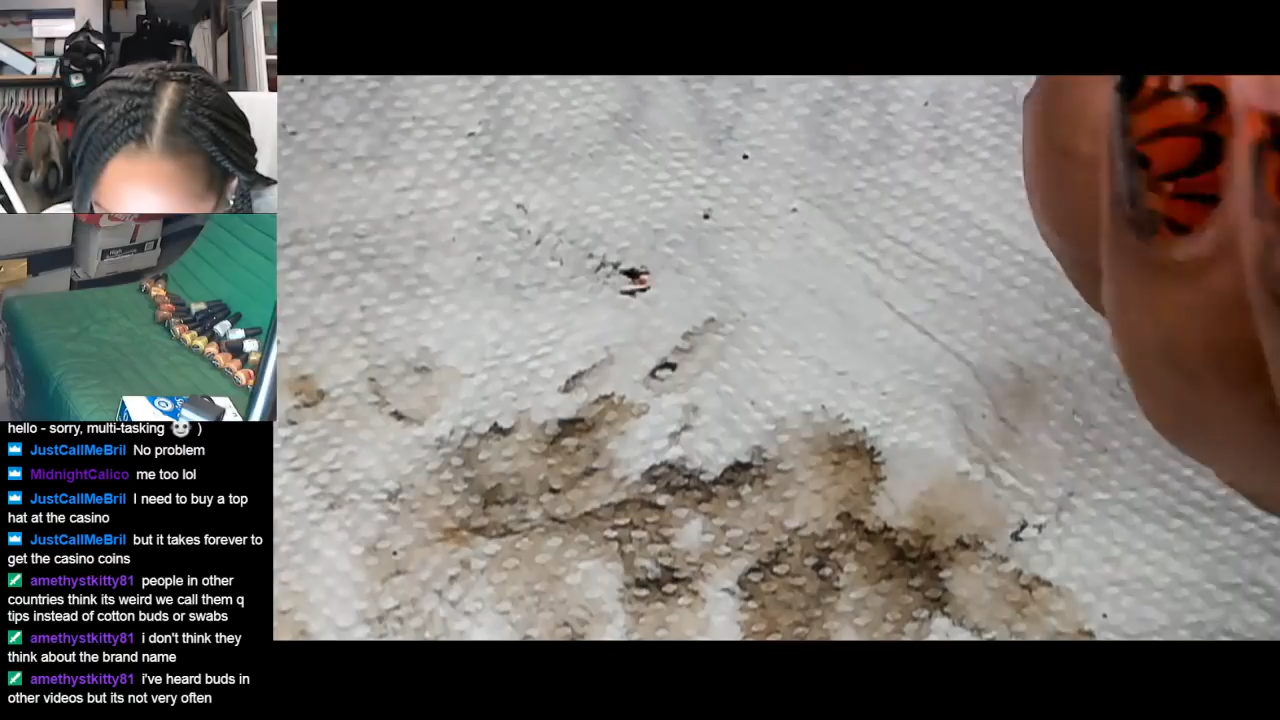 hello - sorry, multi-tasking )
JustCallMeBril No problem
MidnightCalico me too lol
JustCallMeBril I need to buy a top
hat at the casino
JustCallMeBril but it takes forever to
get the casino coins
amethystkitty81 people in other
countries think its weird we call them q
tips instead of cotton buds or swabs
amethystkitty81 i don't think they
think about the brand name
amethystkitty81 i've heard buds in
other videos but its not very often